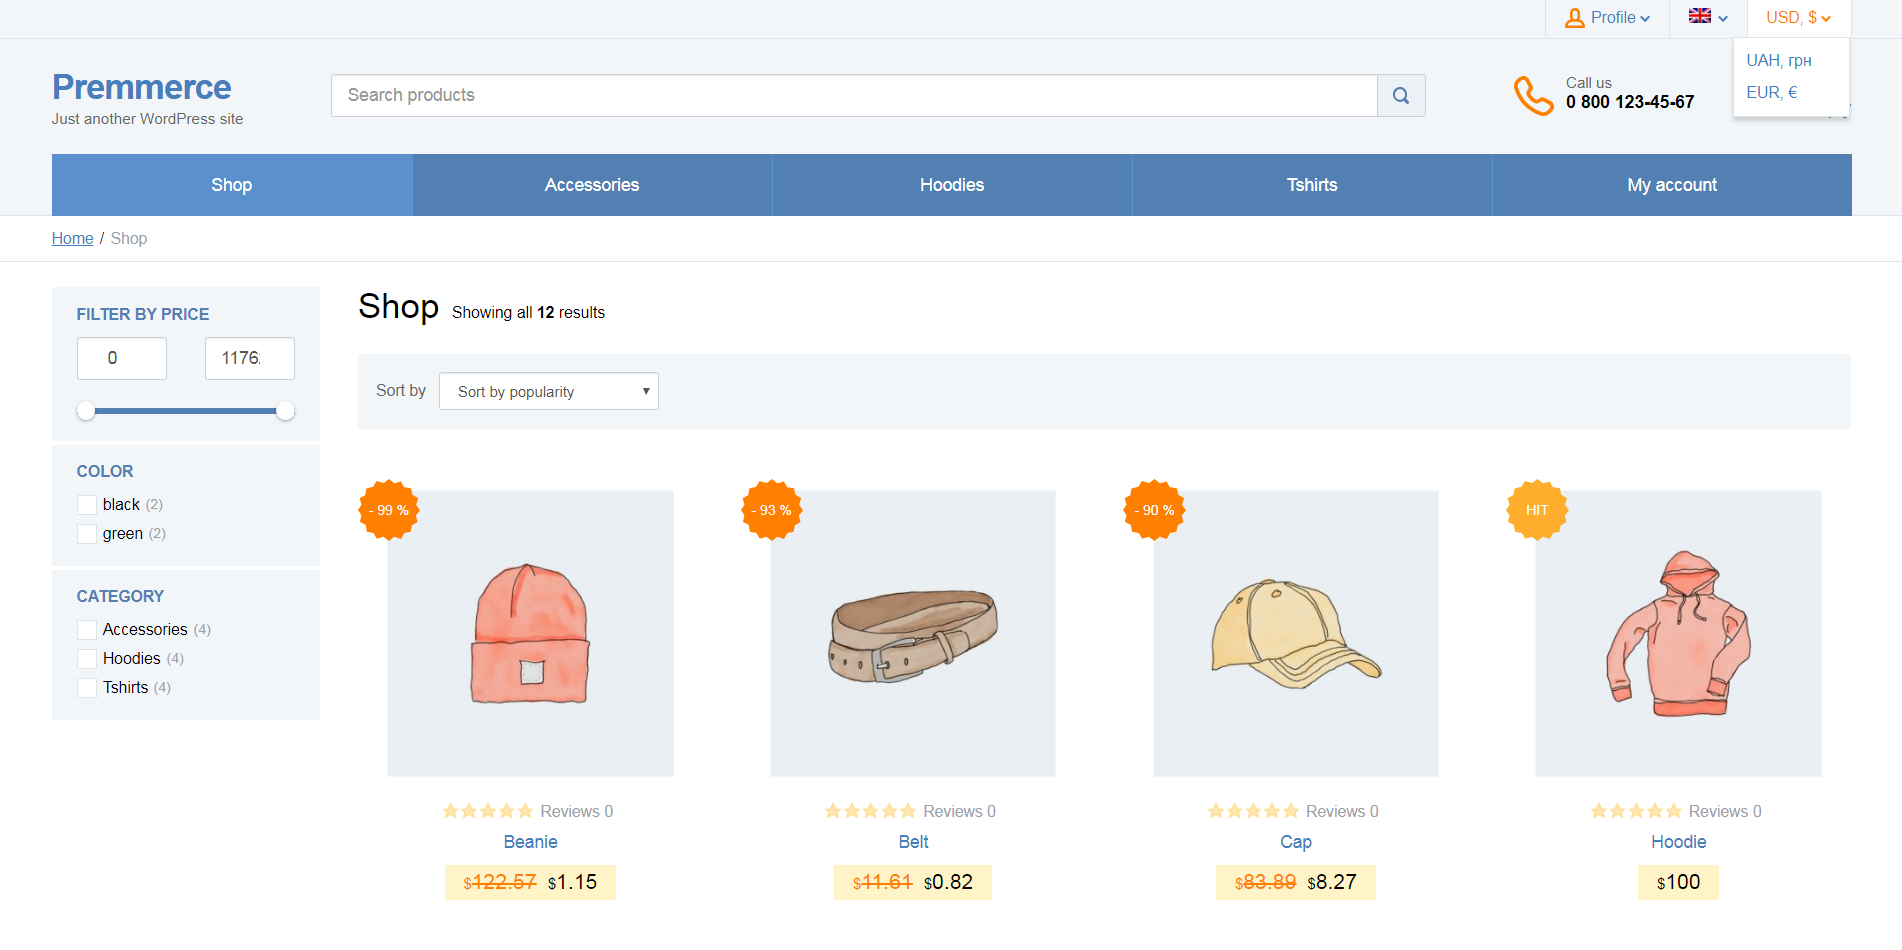 Profile
USD, $
UAH, грн
EUR, €
Premmerce
Just another WordPress site
Search products
Call us
0 800 123-45-67
Shop
Accessories
Hoodies
Tshirts
My account
Home / Shop
FILTER BY PRICE
0
COLOR
black (2)
green (2)
CATEGORY
Accessories (4)
Hoodies (4)
Tshirts (4)
Shop Showing all 12 results
Sort by
Sort by popularity
- 99 %
- 93 %
- 90 %
HIT
Reviews 0
Reviews 0
Reviews 0
Reviews 0
Beanie
Belt
Cap
Hoodie
$122.57 $1.15
$11.61 $0.82
$83.89 $8.27
$100